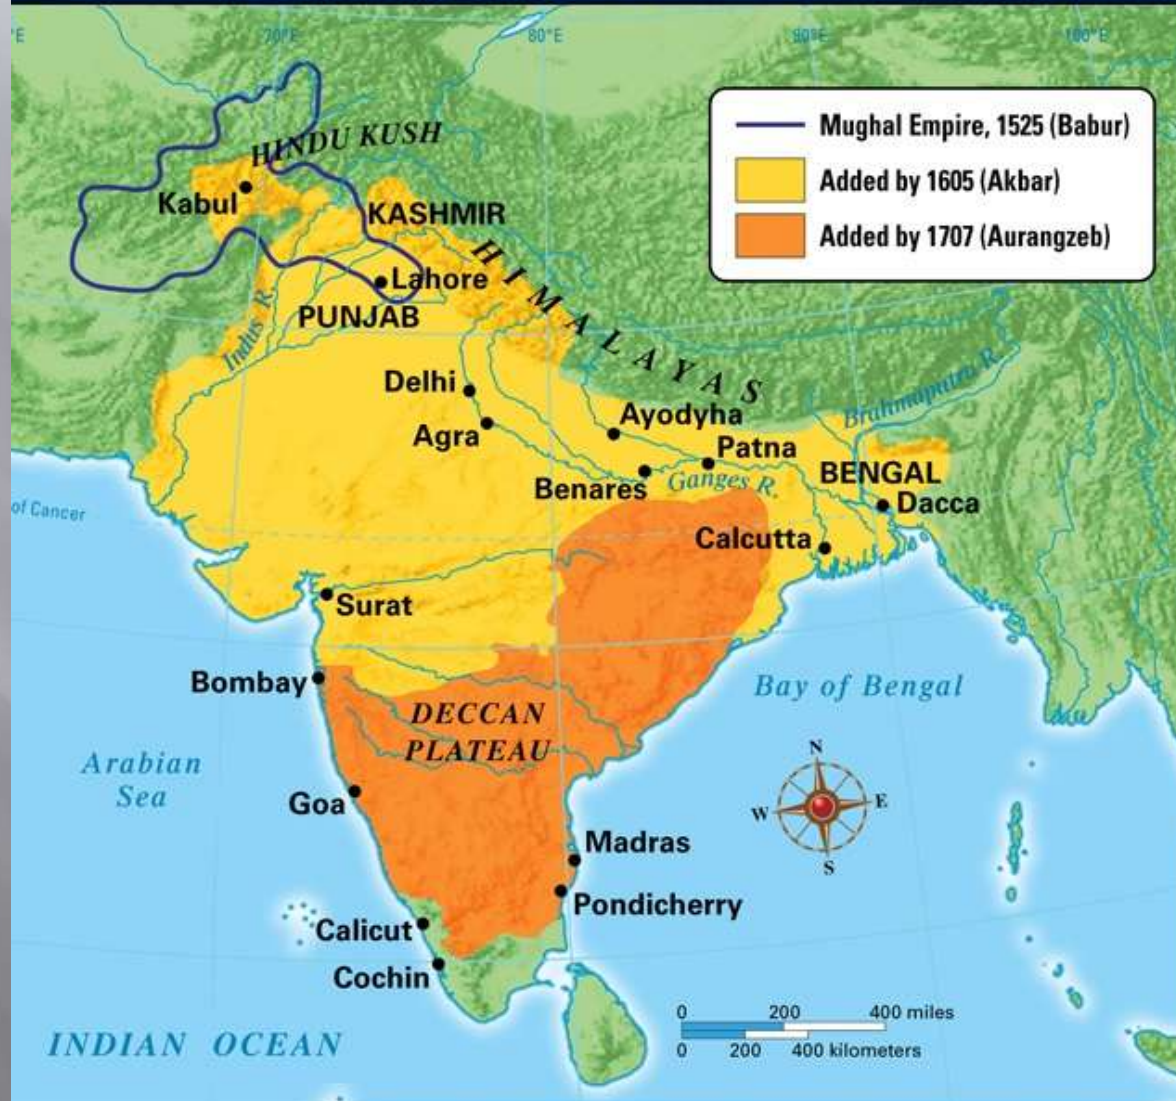 °E
70°E
80°E
90°E
100°E
Mughal Empire, 1525 (Babur)
Added by 1605 (Akbar)
Added by 1707 (Aurangzeb)
HINDU KUSH
Kabul
KASHMIR
HIMALAYAS
Lahore
PUNJAB
Indus R.
Delhi
Agra
Ayodyha
Patna
Brahmaputra R.
Benares
Ganges R.
BENGAL
Dacca
of Cancer
Calcutta
Surat
Bombay
Bay of Bengal
DECCAN
PLATEAU
Arabian
Sea
N
W
E
S
Goa
Madras
Pondicherry
Calicut
Cochin
INDIAN OCEAN
0 200 400 miles
0 200 400 kilometers